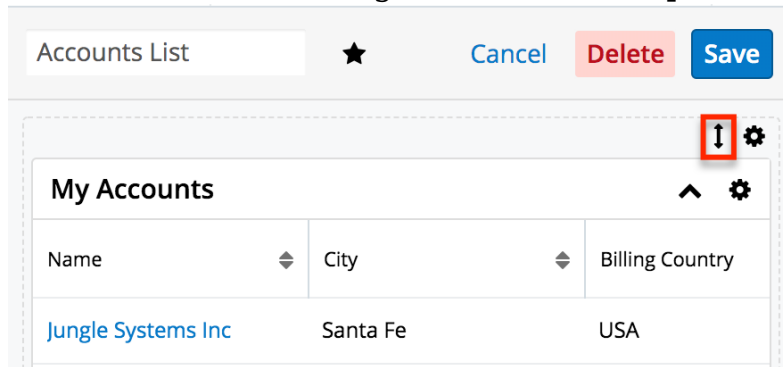 Accounts List Cancel Delete Save
My Accounts
Name City Billing Country
Jungle Systems Inc Santa Fe USA